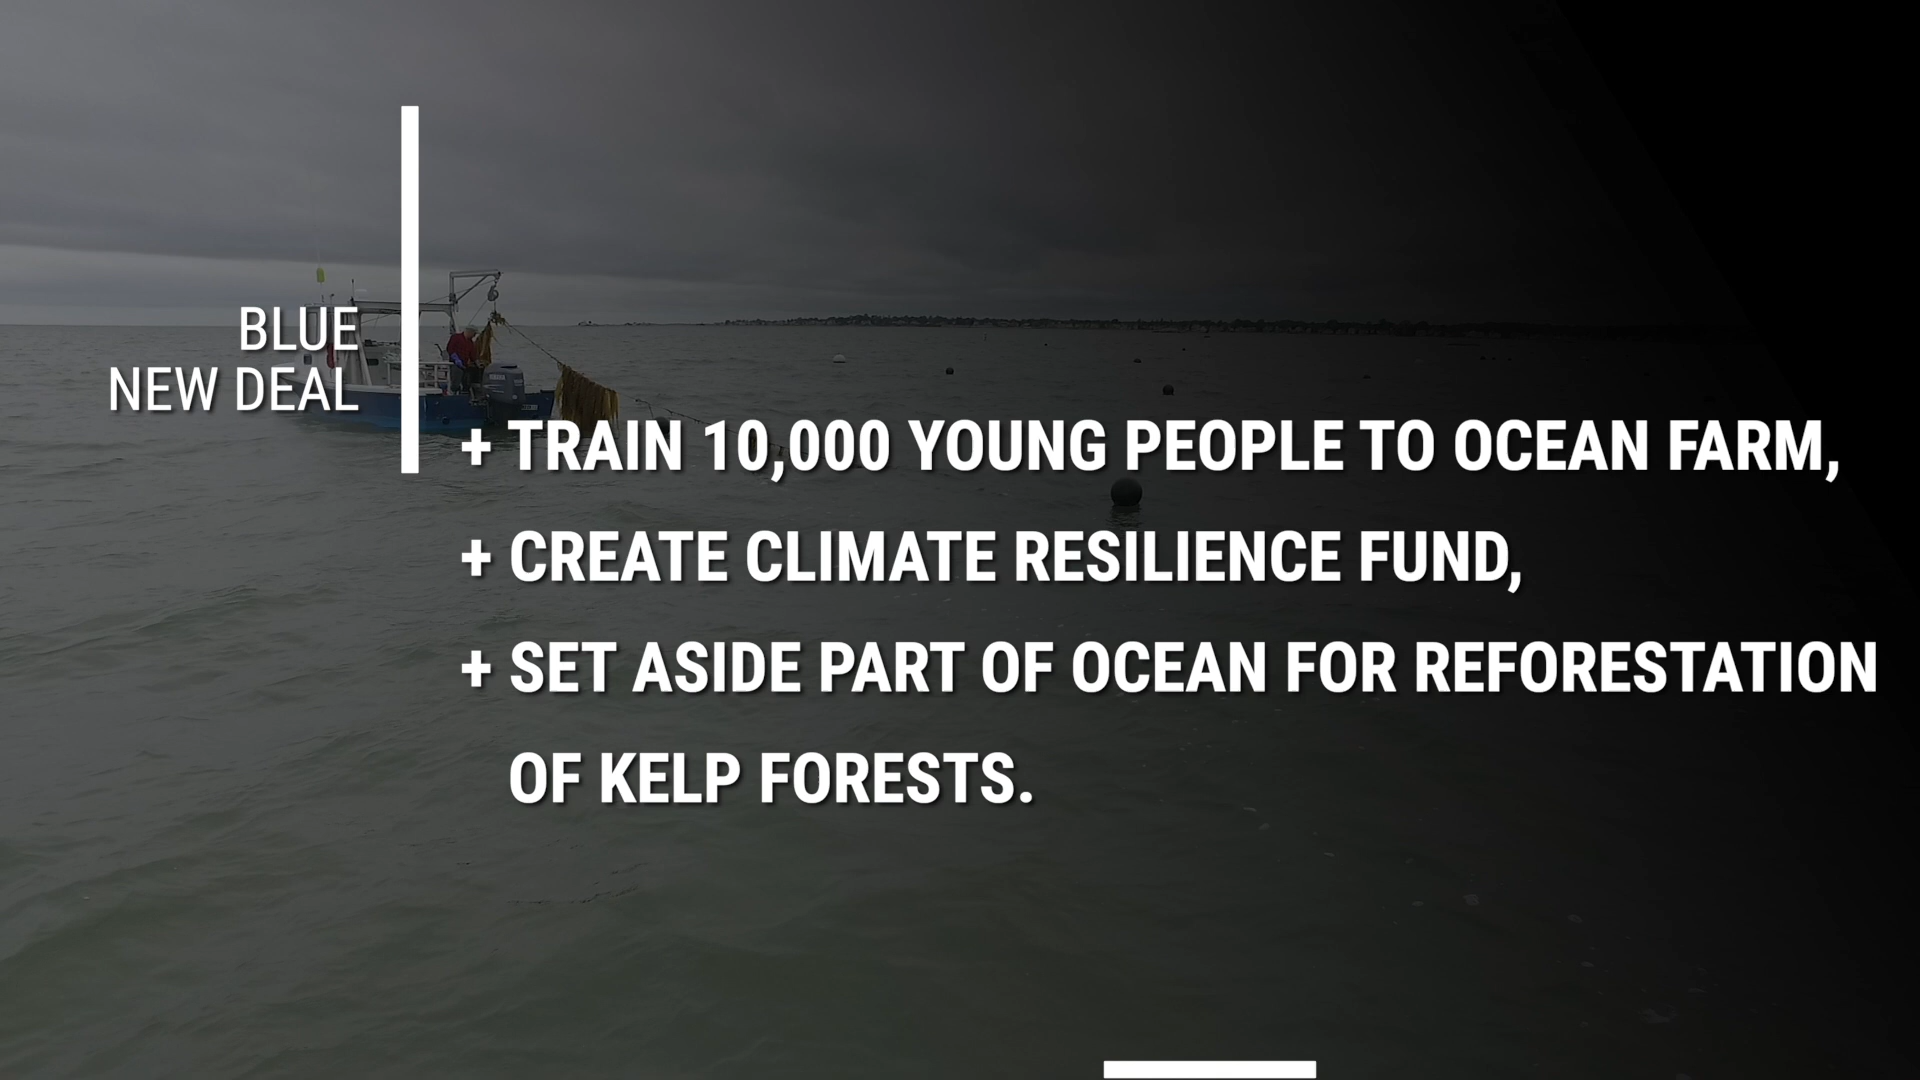 BLUE
NEW DEAL
+ TRAIN 10,000 YOUNG PEOPLE TO OCEAN FARM,
+ CREATE CLIMATE RESILIENCE FUND,
+ SET ASIDE PART OF OCEAN FOR REFORESTATION
OF KELP FORESTS.